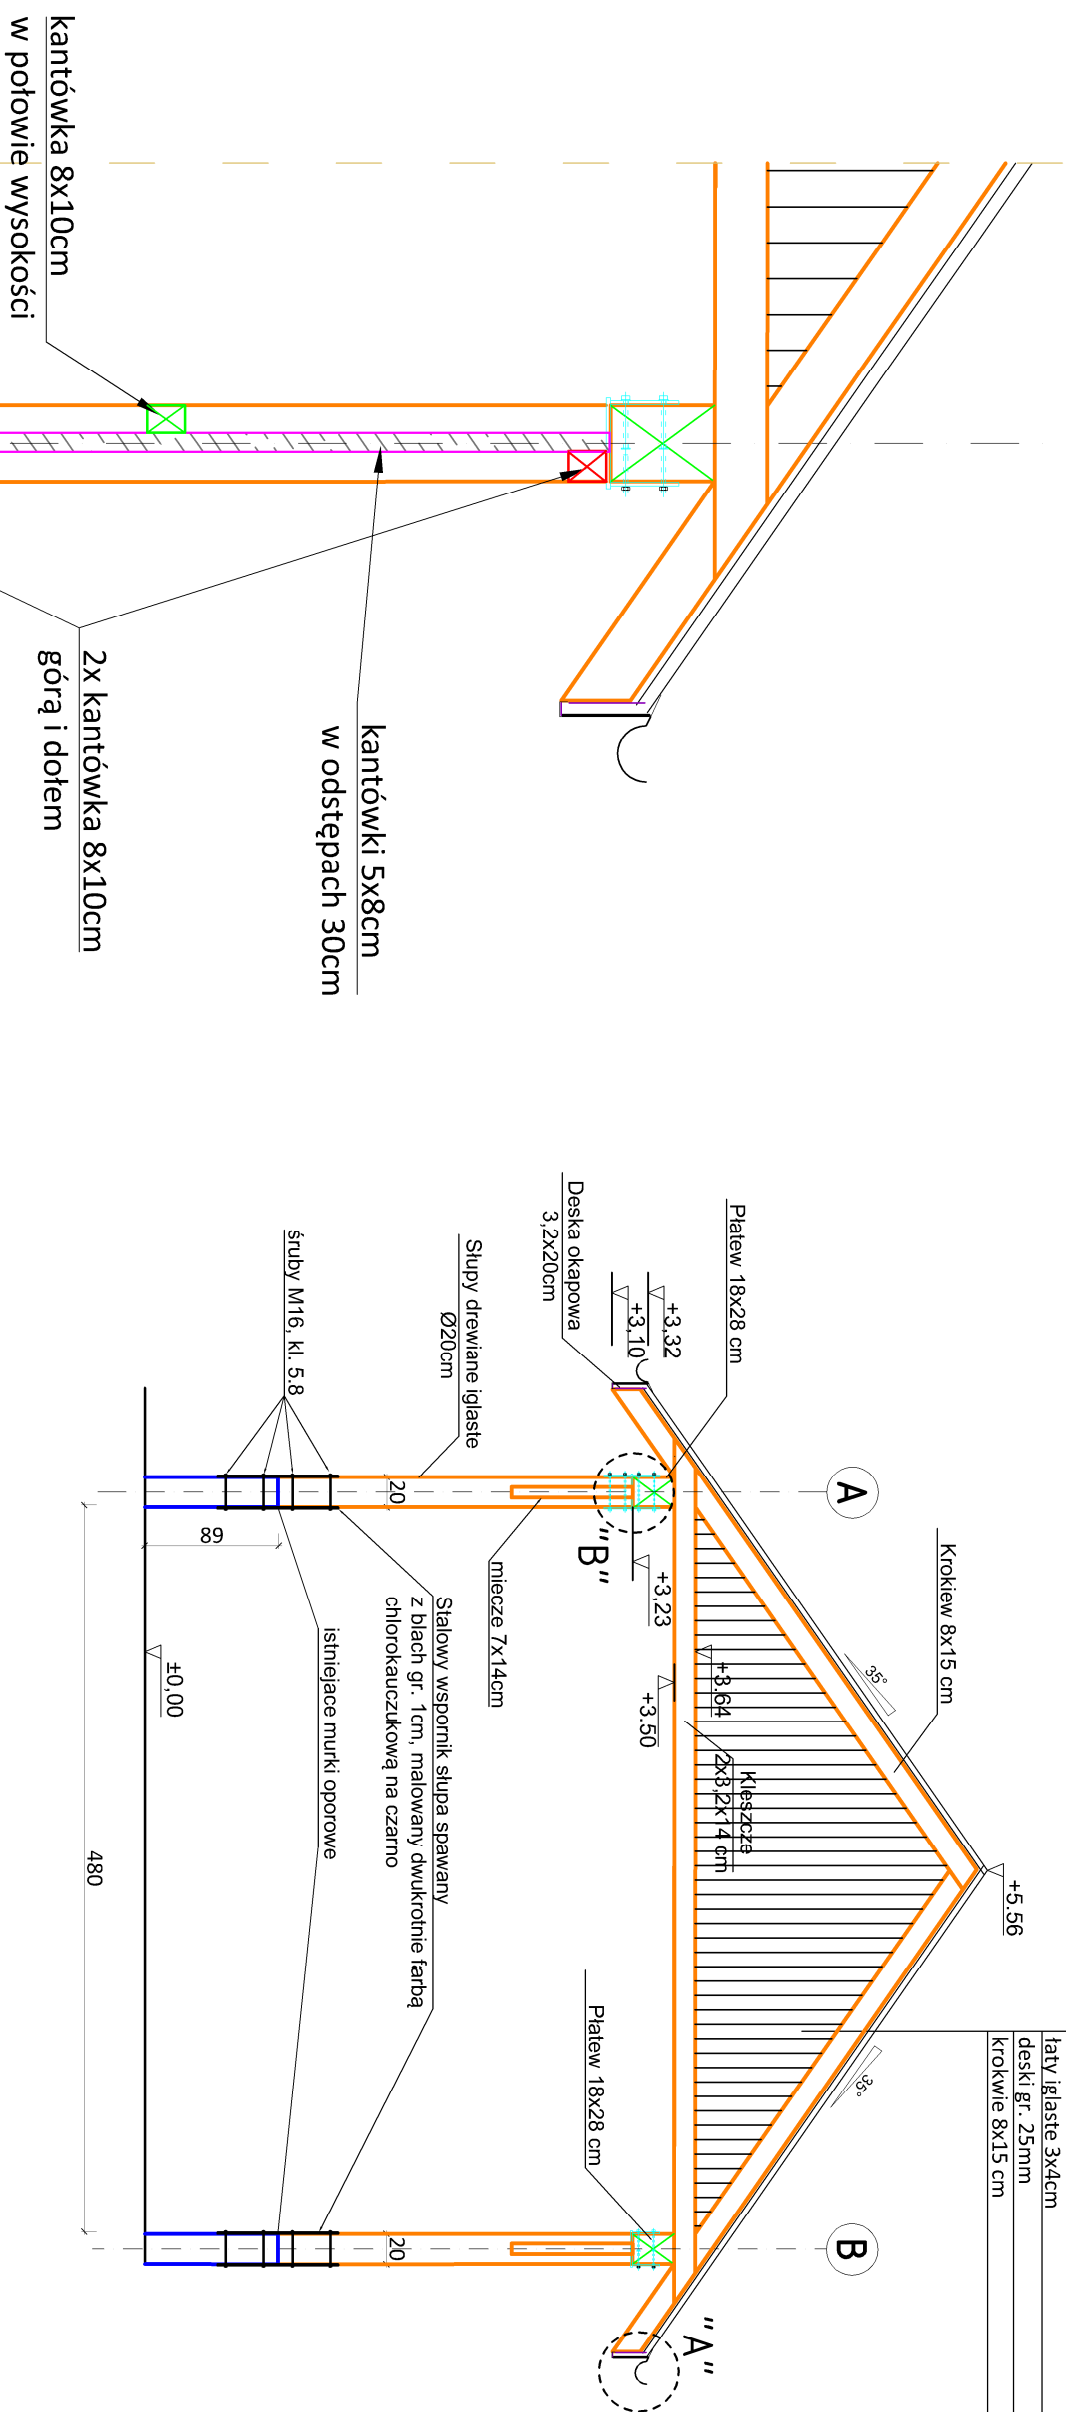 kantówka 8x10cm
w połowie wysokości
kantówki 5x8cm
w odstępach 30cm
2x kantówka 8x10cm
górą i dołem
łaty iglaste 3x4cm
deski gr. 25mm
krokwie 8x15 cm
+5.56
Krokiew 8x15 cm
35°
35°
A
B
"A"
Płatew 18x28 cm
+3.64
Kleszcze
2x3,2x14 cm
+3,32
+3,10
+3,23
+3.50
Deska okapowa
3,2x20cm
"B"
Płatew 18x28 cm
miecze 7x14cm
Słupy drewiane iglaste
Ø20cm
20
20
Stalowy wspornik słupa spawany
z blach gr. 1cm, malowany dwukrotnie farbą
chlorokauczukową na czarno
istniejace murki oporowe
śruby M16, kl. 5.8
89
±0,00
480